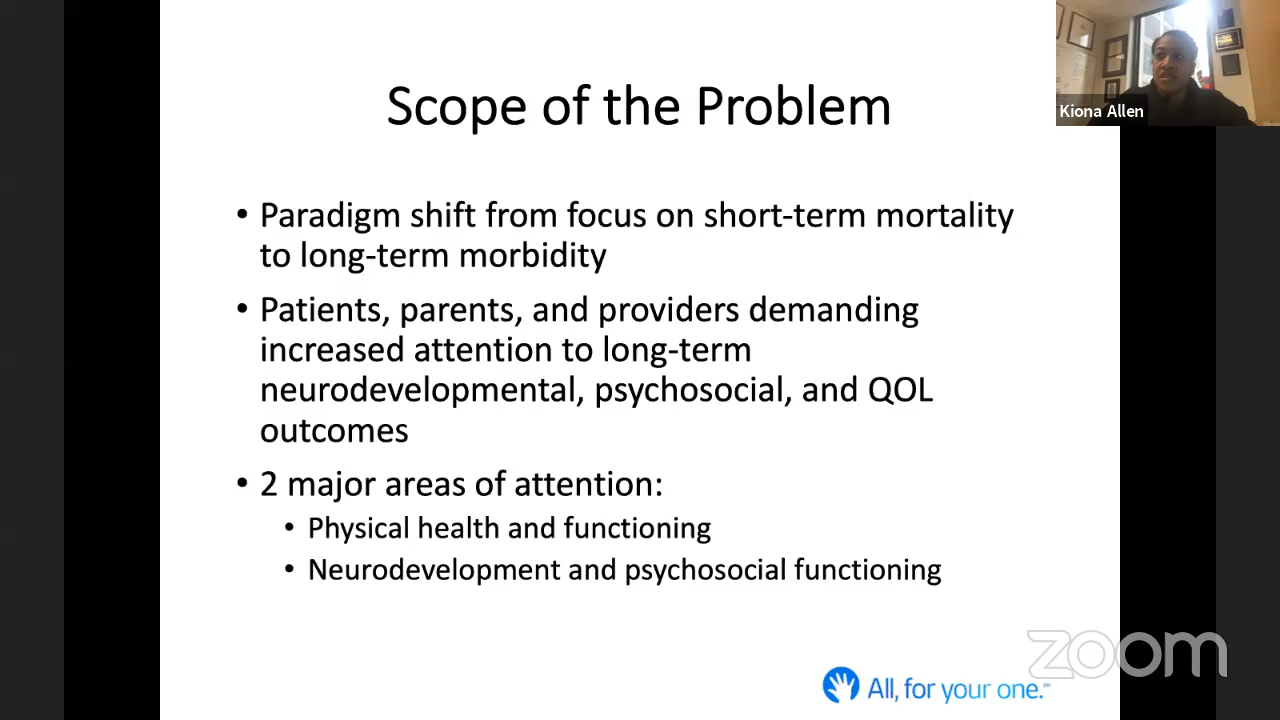 Scope of the Problem
Kiona Allen
• Paradigm shift from focus on short-term mortality
to long-term morbidity
• Patients, parents, and providers demanding
increased attention to long-term
neurodevelopmental, psychosocial, and QOL
outcomes
• 2 major areas of attention:
• Physical health and functioning
• Neurodevelopment and psychosocial functioning
zoom
All, for your one.℠